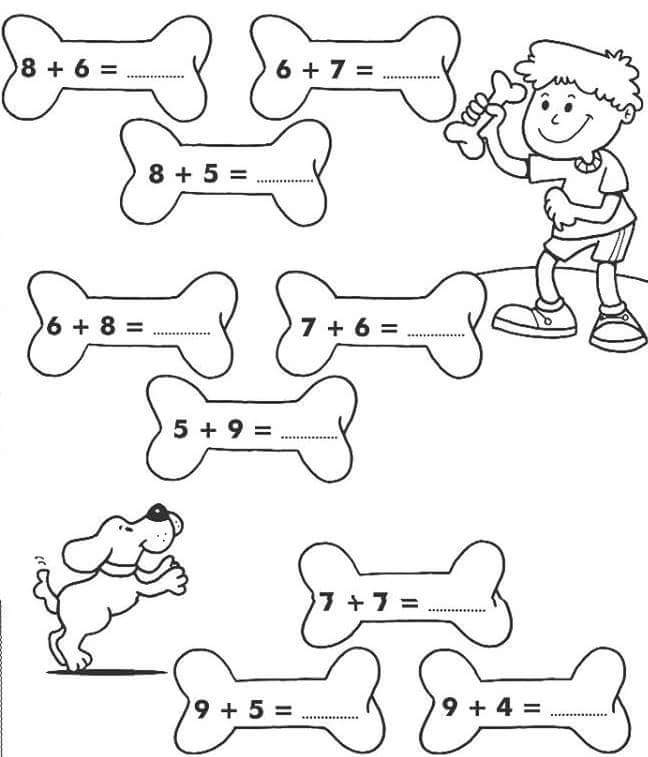 8 + 6 = ............
6 + 7 = ............
8 + 5 = ............
6 + 8 = ............
7 + 6 = ............
5 + 9 = ............
7 + 7 = ............
9 + 5 = ............
9 + 4 = ............